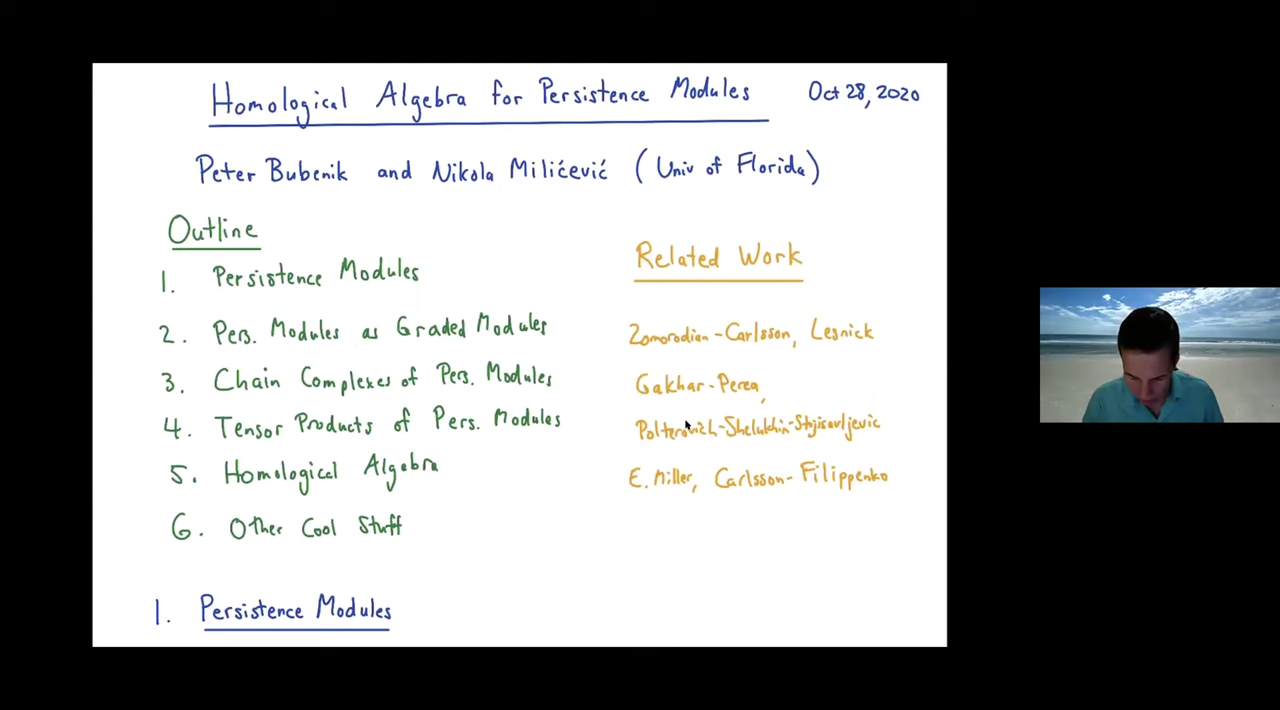 Homological Algebra for Persistence Modules
Oct 28, 2020
Peter Bubenik and Nikola Milićević (Univ of Florida)
Outline
1. Persistence Modules
2. Pers. Modules as Graded Modules
3. Chain Complexes of Pers. Modules
4. Tensor Products of Pers. Modules
5. Homological Algebra
6. Other Cool Stuff
Related Work
Zomorodian-Carlsson, Lesnick
Gakhar-Perea,
Polterovich-Shelukhin-Stojisavljevic
E. Miller, Carlsson-Filippenko
1. Persistence Modules